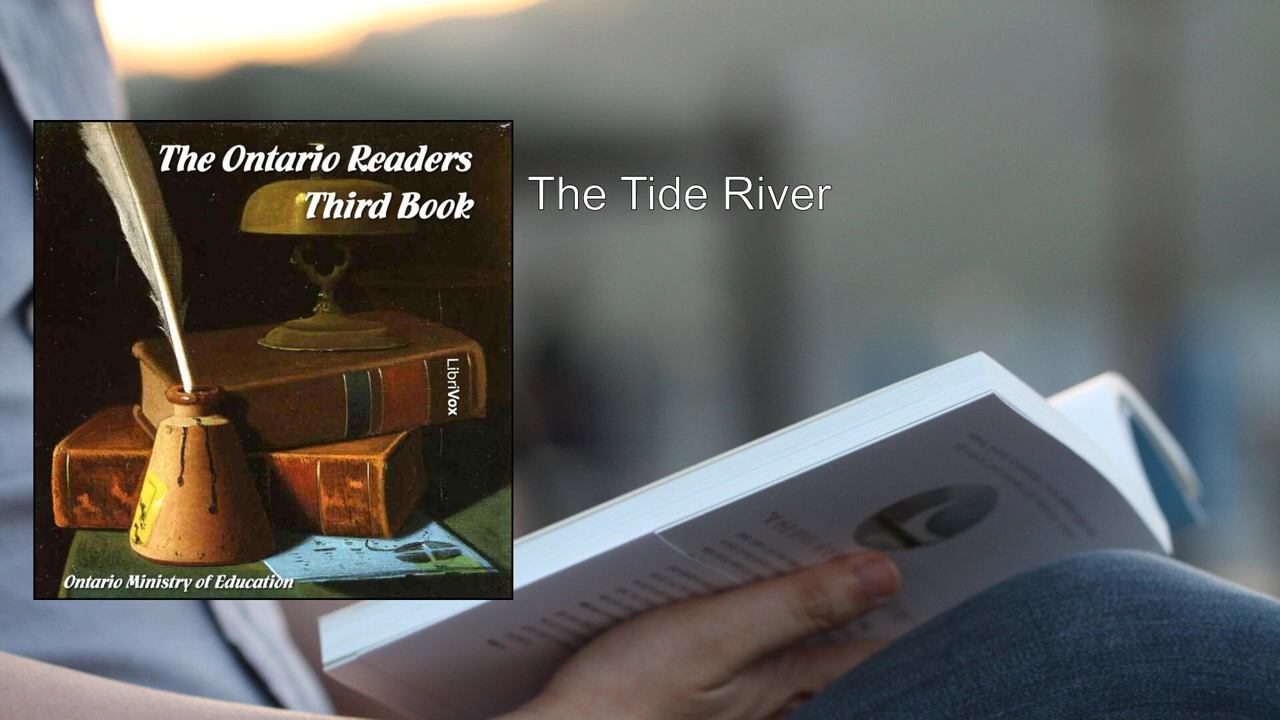 The Ontario Readers
Third Book
The Tide River
LibriVox
Ontario Ministry of Education